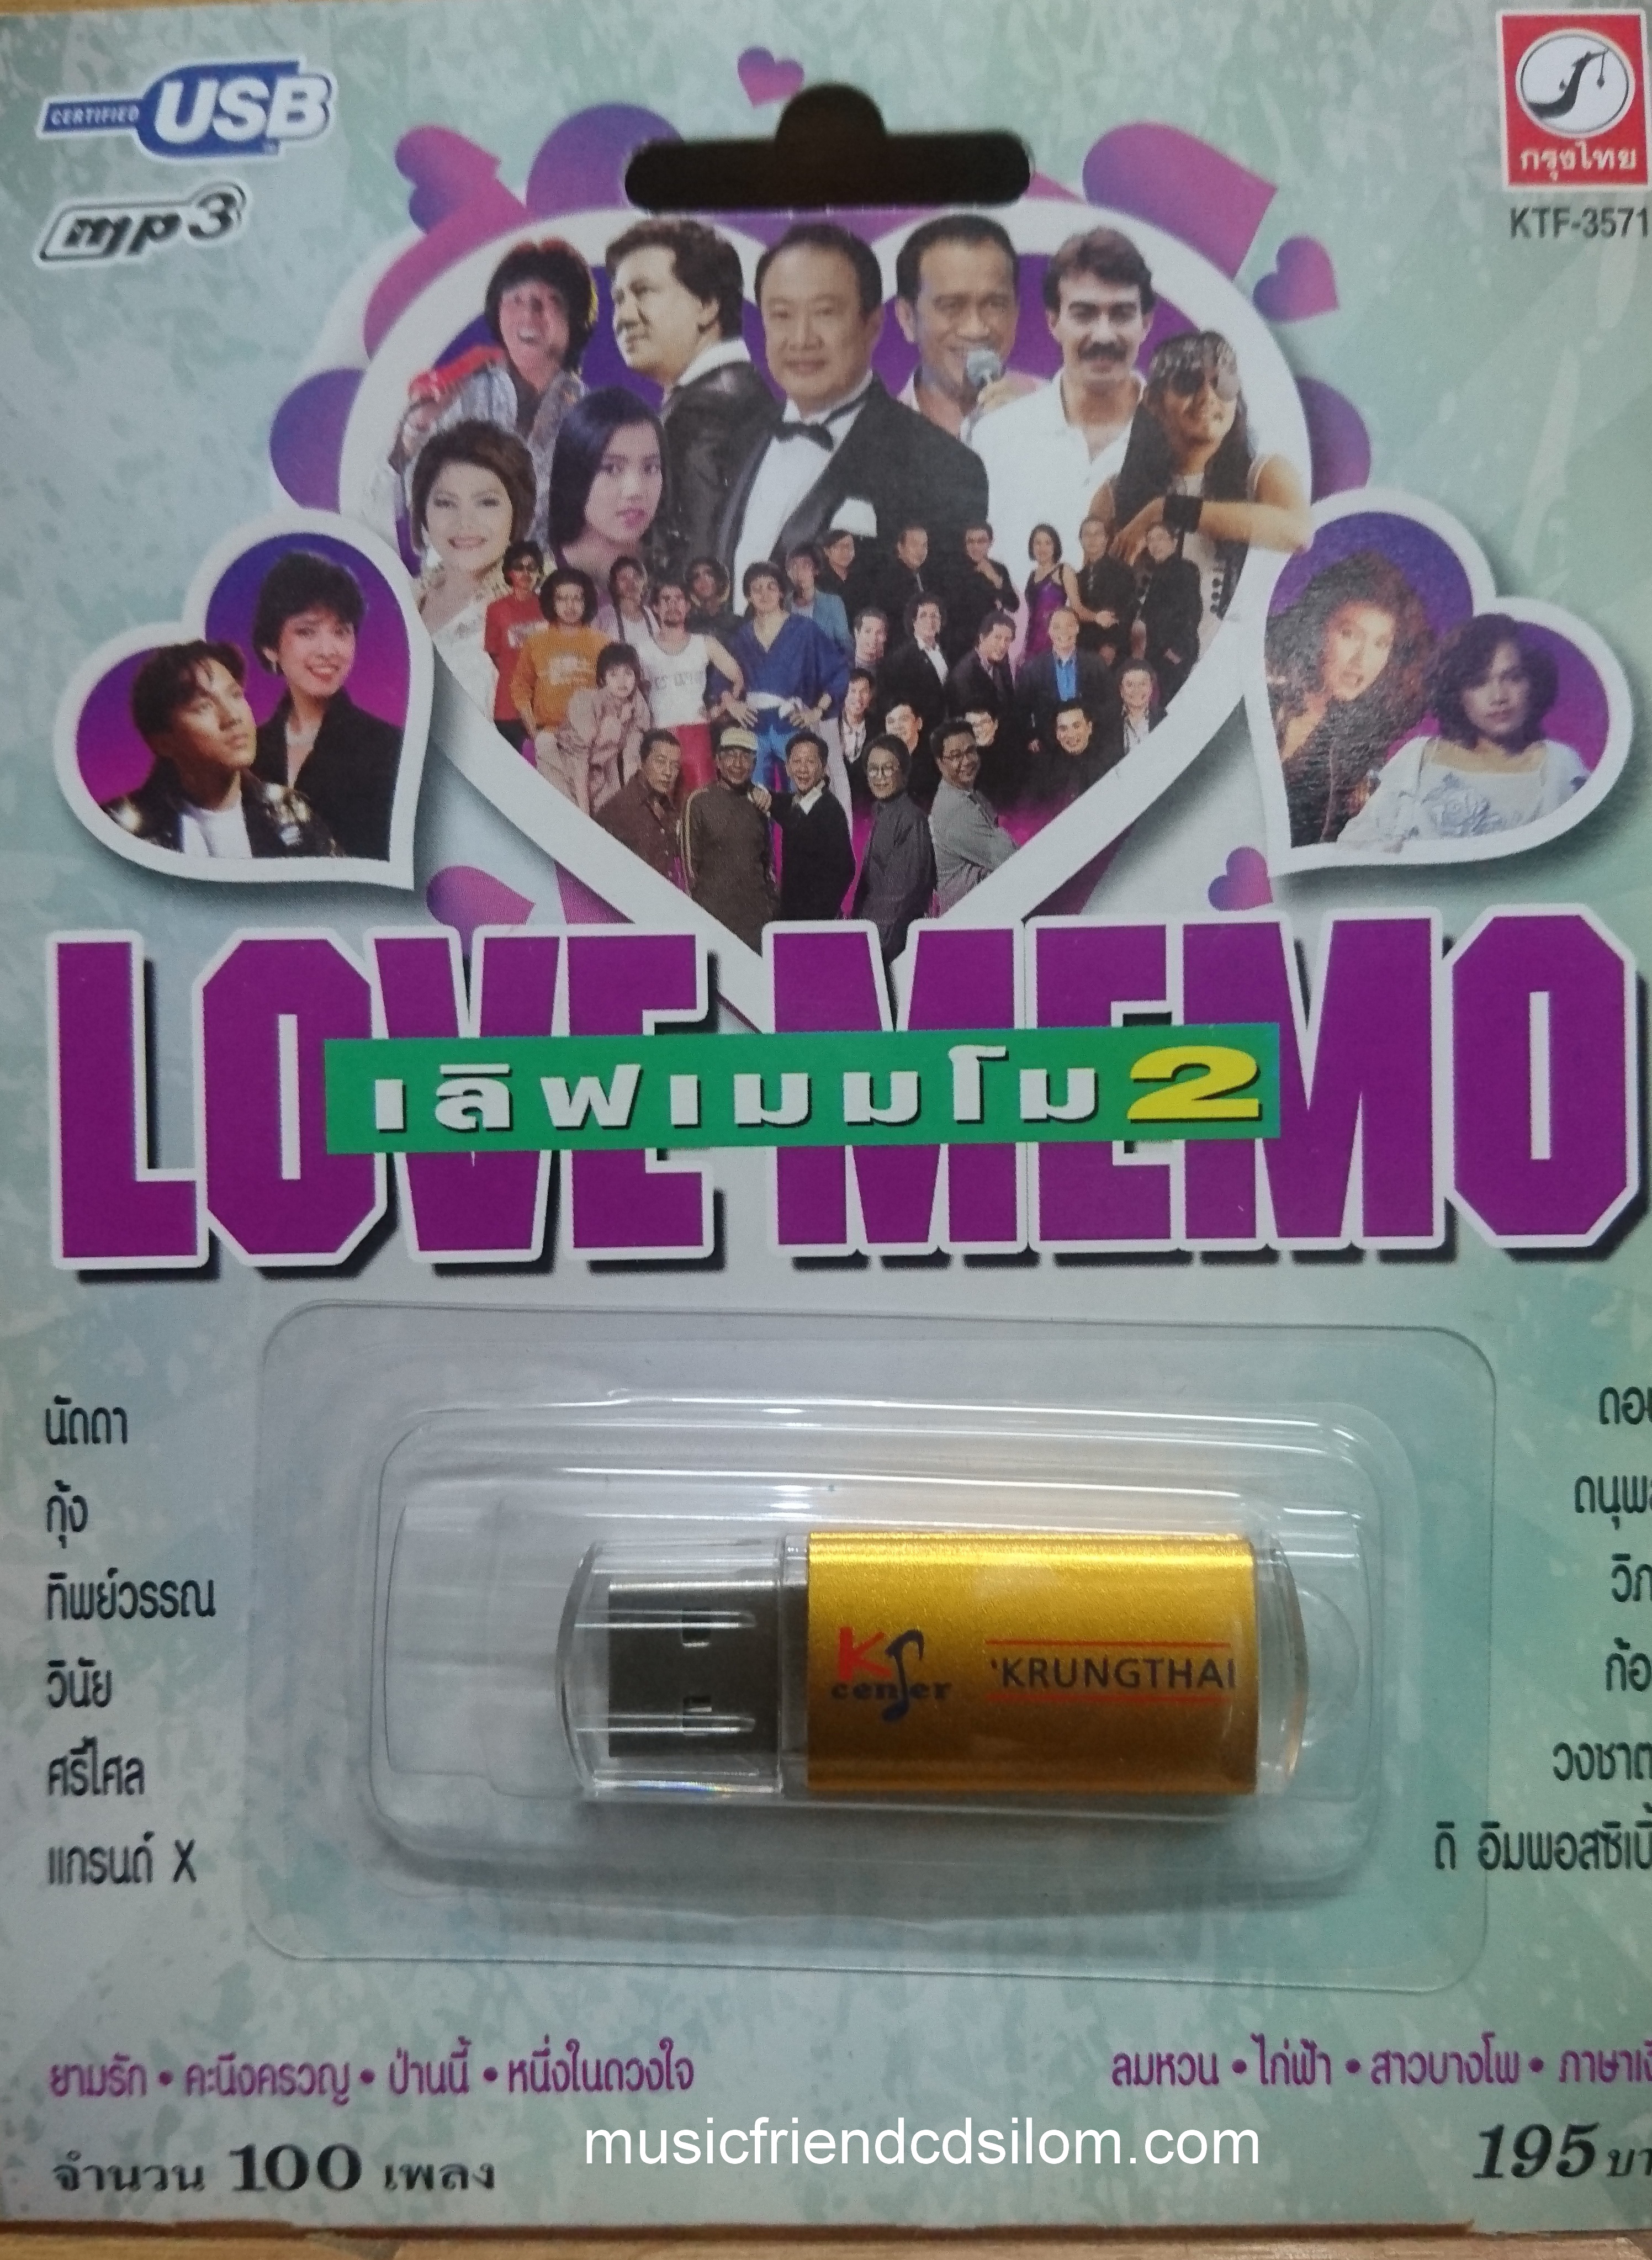 CERTIFIED USB
mp3
กรุงไทย
KTF-3571
LOVE MEMO
เลิฟเมมโม 2
นัดดา
กุ้ง
ทิพย์วรรณ
วินัย
ศรีไศล
แกรนด์ X
ดิ อิมพอสซิเบิ้
วงชาต
K center
'KRUNGTHAI
ยามรัก • คะนึงครวญ • ป่านนี้ • หนึ่งในดวงใจ
ลมหวน • ไก่ฟ้า • สาวบางโพ • ภาษาเงิ
musicfriendcdsilom.com
จำนวน 100 เพลง
195 บา